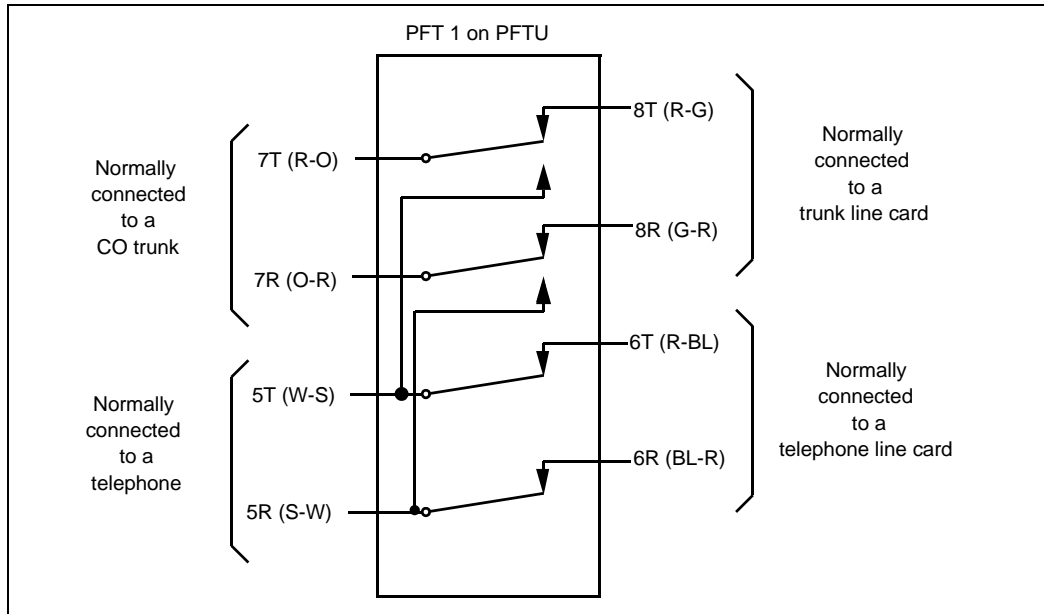 PFT 1 on PFTU
Normally
connected
to a
CO trunk
7T (R-O)
7R (O-R)
8T (R-G)
8R (G-R)
Normally
connected
to a
trunk line card
Normally
connected
to a
telephone
5T (W-S)
5R (S-W)
6T (R-BL)
6R (BL-R)
Normally
connected
to a
telephone line card